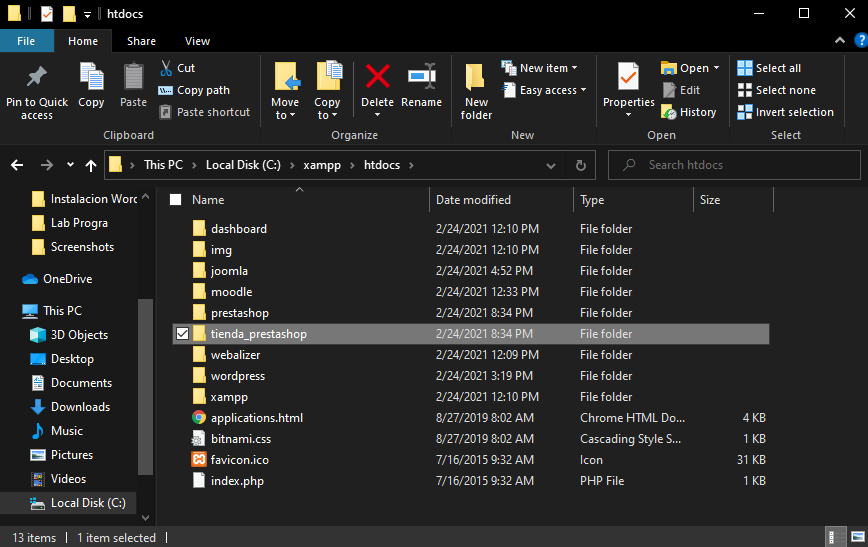 htdocs
File Home Share View
Pin to Quick access
Copy
Paste
Cut
Copy path
Paste shortcut
Clipboard
Move to
Copy to
Delete
Rename
Organize
New folder
New item
Easy access
New
Properties
Open
Edit
History
Open
Select all
Select none
Invert selection
Select
This PC > Local Disk (C:) > xampp > htdocs >
Search htdocs
Instalacion Word
Lab Progra
Screenshots
OneDrive
This PC
3D Objects
Desktop
Documents
Downloads
Music
Pictures
Videos
Local Disk (C:)
Name Date modified Type Size
dashboard 2/24/2021 12:10 PM File folder
img 2/24/2021 12:10 PM File folder
joomla 2/24/2021 4:52 PM File folder
moodle 2/24/2021 12:33 PM File folder
prestashop 2/24/2021 8:34 PM File folder
tienda_prestashop 2/24/2021 8:34 PM File folder
webalizer 2/24/2021 12:09 PM File folder
wordpress 2/24/2021 3:19 PM File folder
xampp 2/24/2021 12:10 PM File folder
applications.html 8/27/2019 8:02 AM Chrome HTML Do... 4 KB
bitnami.css 8/27/2019 8:02 AM Cascading Style S... 1 KB
favicon.ico 7/16/2015 9:32 AM Icon 31 KB
index.php 7/16/2015 9:32 AM PHP File 1 KB
13 items | 1 item selected |